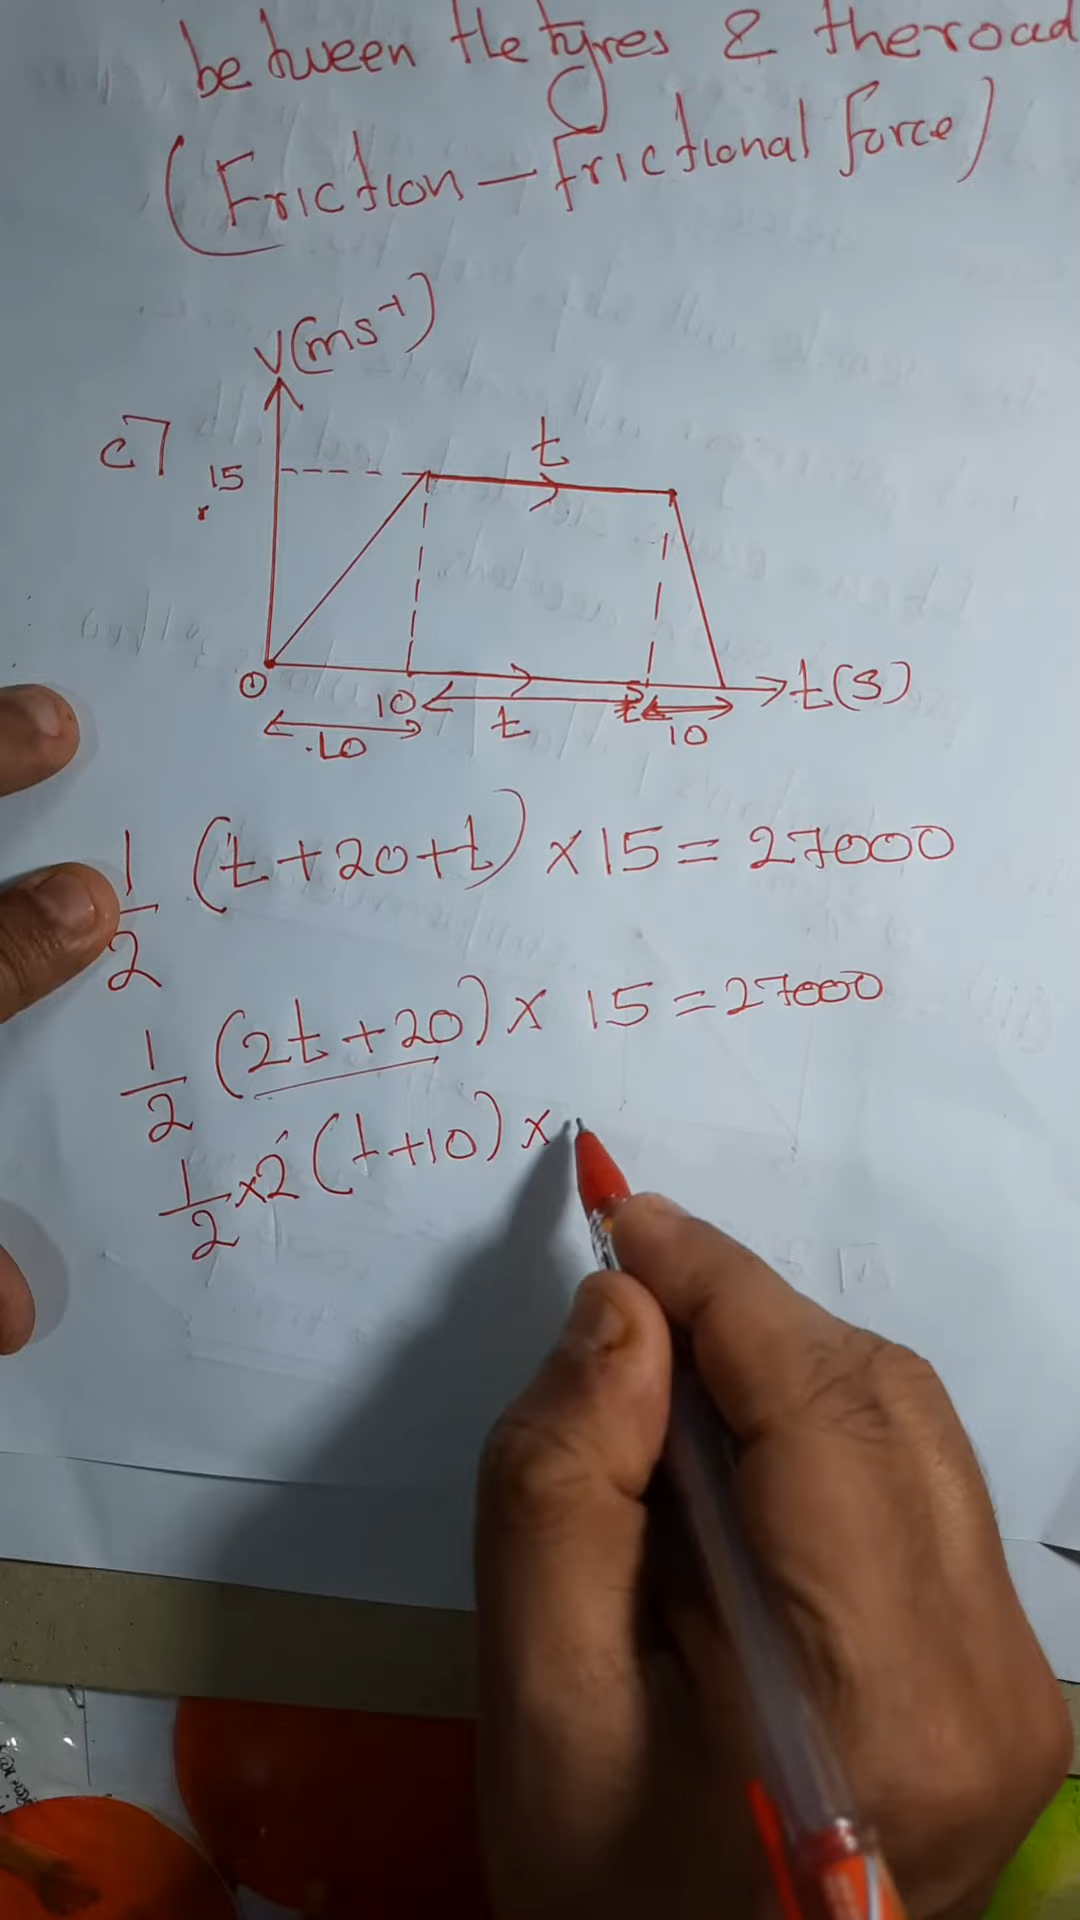 between the tyres & the road
(Friction — frictional force)
V(ms⁻¹)
c7
t
15
0
10
t
t
10
10
t(s)
1/2 (t + 20 + t) × 15 = 27000
1/2 (2t + 20) × 15 = 27000
1/2 × 2 (t + 10) ×